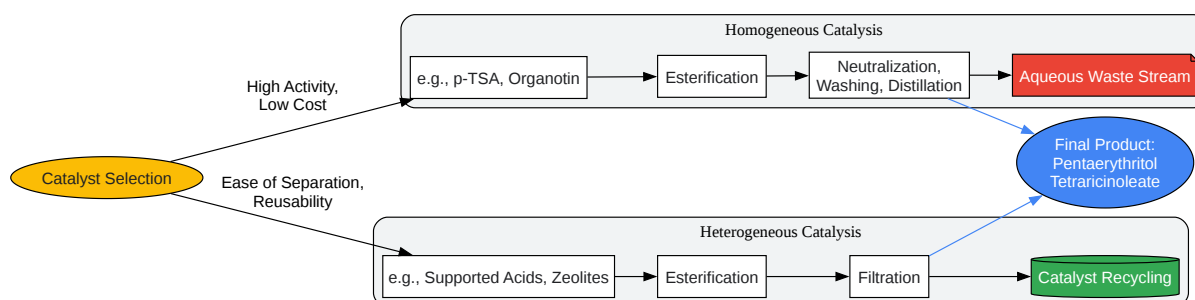 Homogeneous Catalysis
e.g., p-TSA, Organotin
Esterification
Neutralization,
Washing, Distillation
Aqueous Waste Stream
High Activity,
Low Cost
Catalyst Selection
Ease of Separation,
Reusability
Final Product:
Pentaerythritol
Tetraricinoleate
Heterogeneous Catalysis
e.g., Supported Acids, Zeolites
Esterification
Filtration
Catalyst Recycling